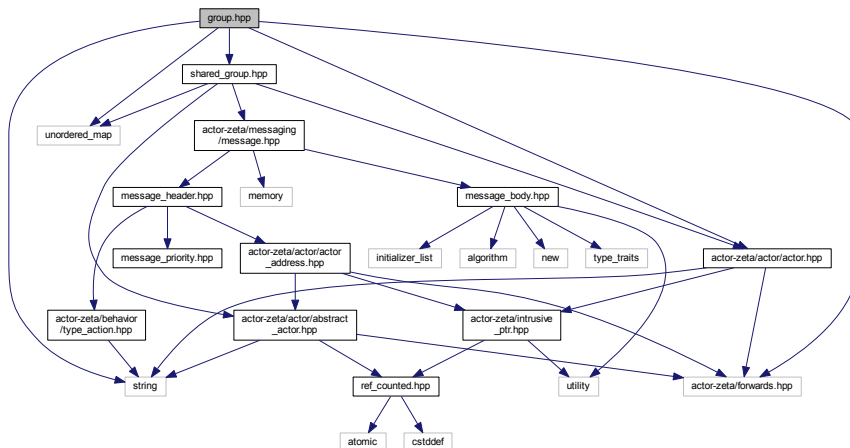 group.hpp
shared_group.hpp
unordered_map
actor-zeta/messaging
/message.hpp
message_header.hpp
memory
message_body.hpp
message_priority.hpp
actor-zeta/actor/actor
_address.hpp
initializer_list
algorithm
new
type_traits
actor-zeta/actor/actor.hpp
actor-zeta/behavior
/type_action.hpp
actor-zeta/actor/abstract
_actor.hpp
actor-zeta/intrusive
_ptr.hpp
string
ref_counted.hpp
utility
actor-zeta/forwards.hpp
atomic
cstddef